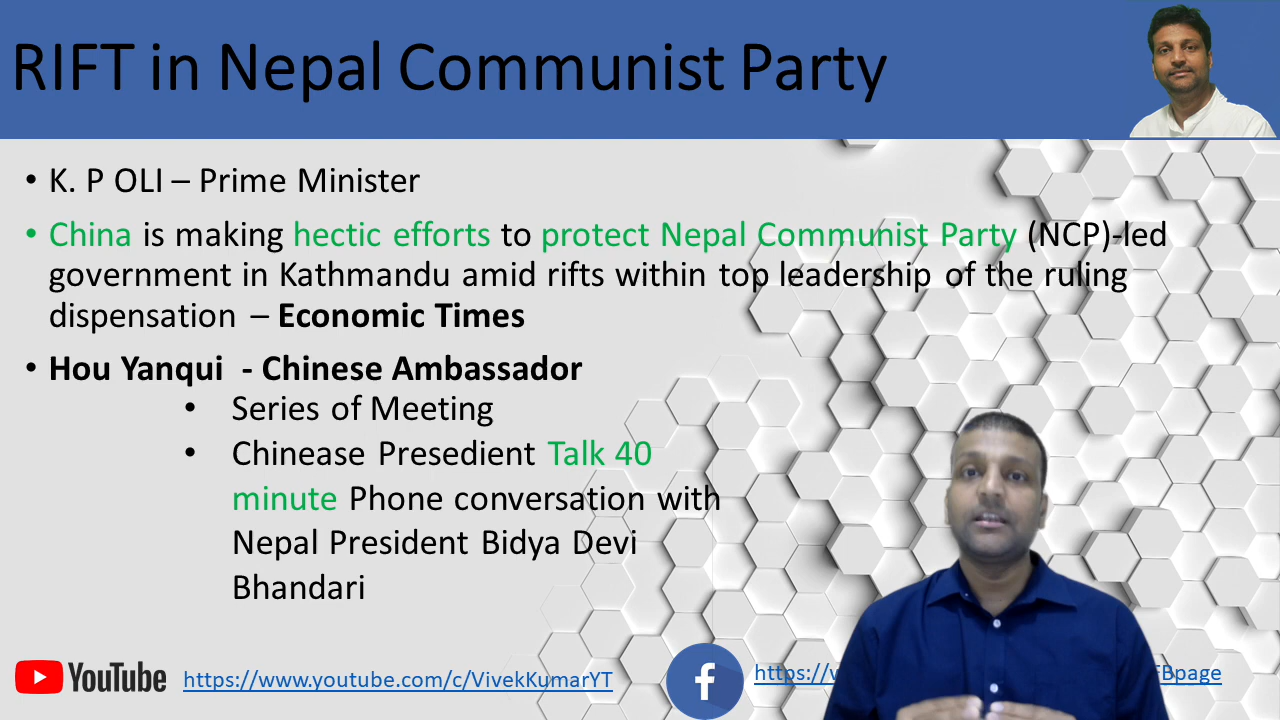 RIFT in Nepal Communist Party
• K. P OLI – Prime Minister
• China is making hectic efforts to protect Nepal Communist Party (NCP)-led
government in Kathmandu amid rifts within top leadership of the ruling
dispensation – Economic Times
• Hou Yanqui - Chinese Ambassador
• Series of Meeting
• Chinease Presedient Talk 40
minute Phone conversation with
Nepal President Bidya Devi
Bhandari
YouTube https://www.youtube.com/c/VivekKumarYT f https://